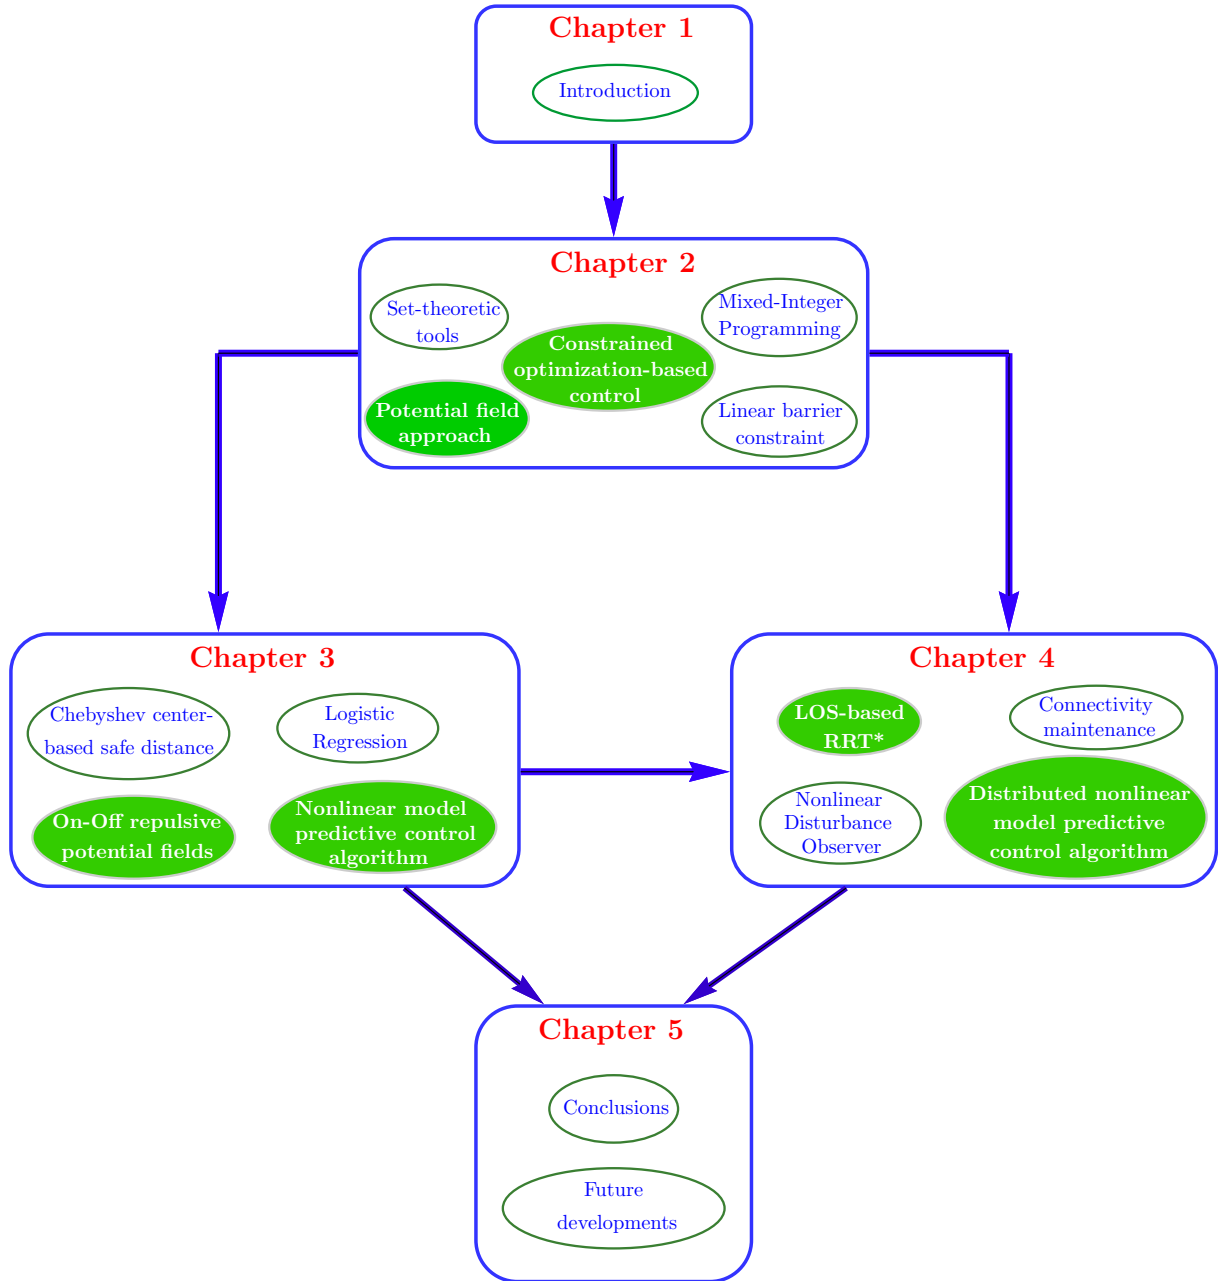 Chapter 1
Introduction
Chapter 2
Set-theoretic
tools
Constrained
optimization-based
control
Mixed-Integer
Programming
Potential field
approach
Linear barrier
constraint
Chapter 3
Chebyshev center-
based safe distance
Logistic
Regression
On-Off repulsive
potential fields
Nonlinear model
predictive control
algorithm
Chapter 4
LOS-based
RRT*
Connectivity
maintenance
Nonlinear
Disturbance
Observer
Distributed nonlinear
model predictive
control algorithm
Chapter 5
Conclusions
Future
developments